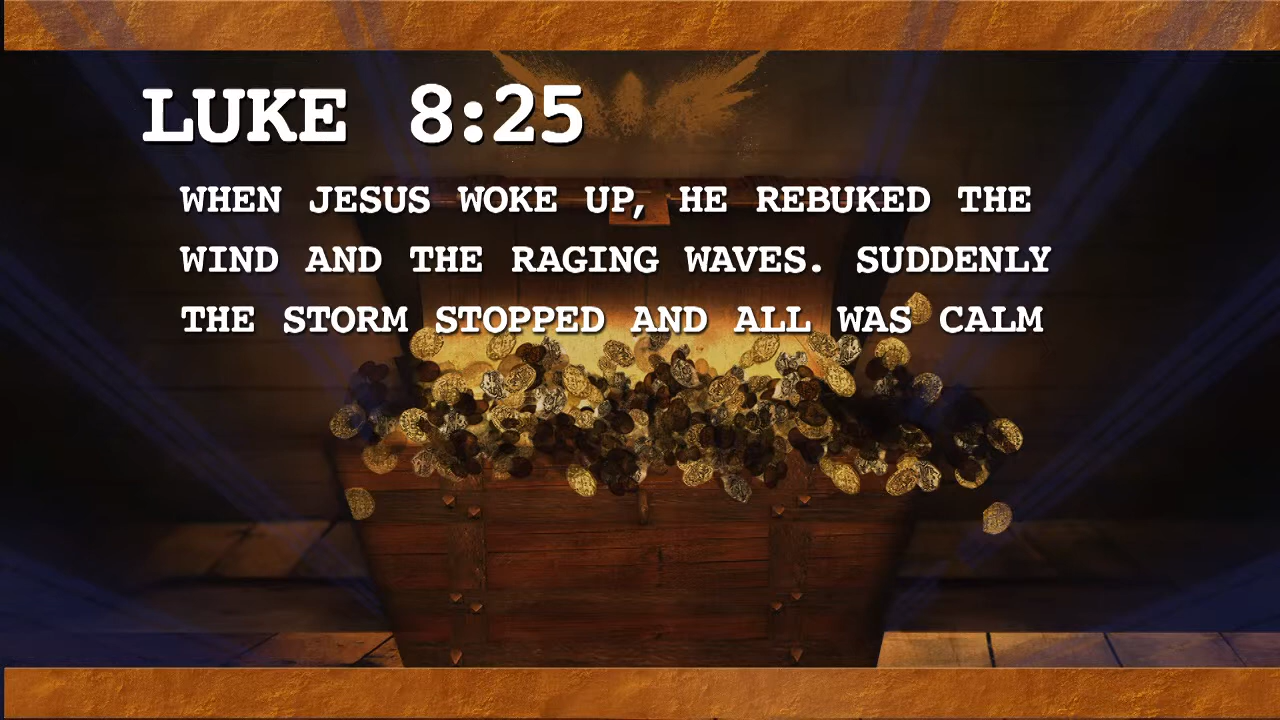 LUKE 8:25
WHEN JESUS WOKE UP, HE REBUKED THE
WIND AND THE RAGING WAVES. SUDDENLY
THE STORM STOPPED AND ALL WAS CALM